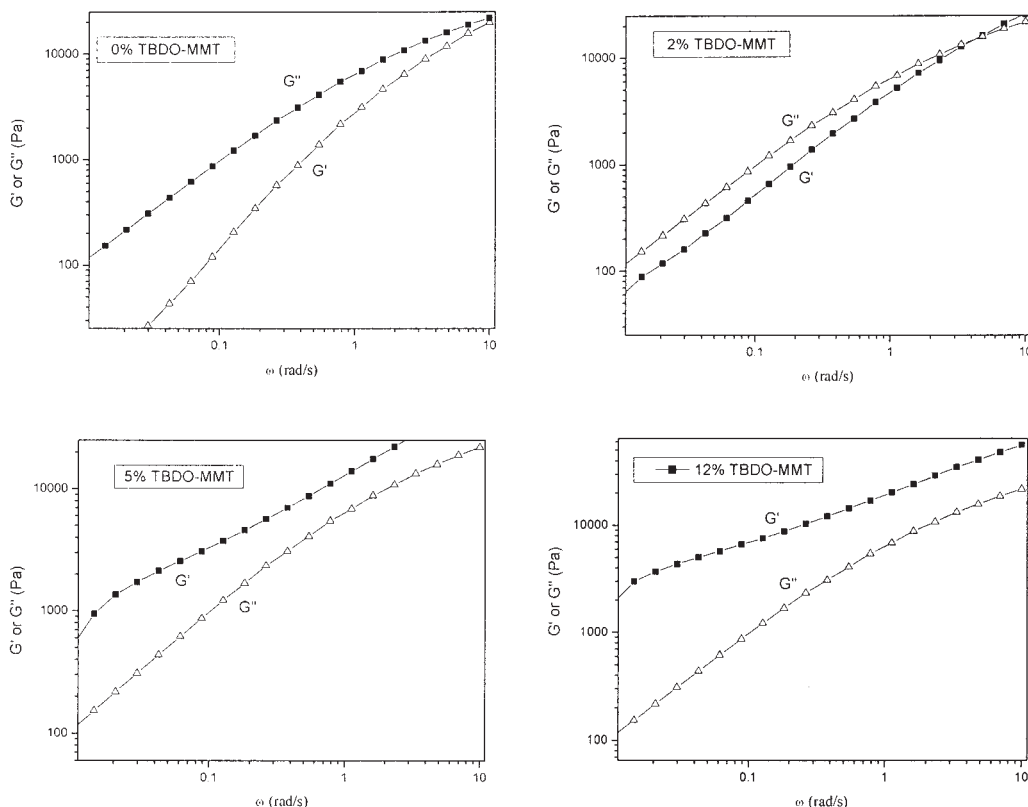 0% TBDO-MMT
G' or G'' (Pa)
10000
1000
100
G''
G'
0.1
1
10
ω (rad/s)
2% TBDO-MMT
G' or G'' (Pa)
10000
1000
100
G''
G'
0.1
1
10
ω (rad/s)
5% TBDO-MMT
G' or G'' (Pa)
10000
1000
100
G'
G''
0.1
1
10
ω (rad/s)
12% TBDO-MMT
G' or G'' (Pa)
10000
1000
100
G'
G''
0.1
1
10
ω (rad/s)